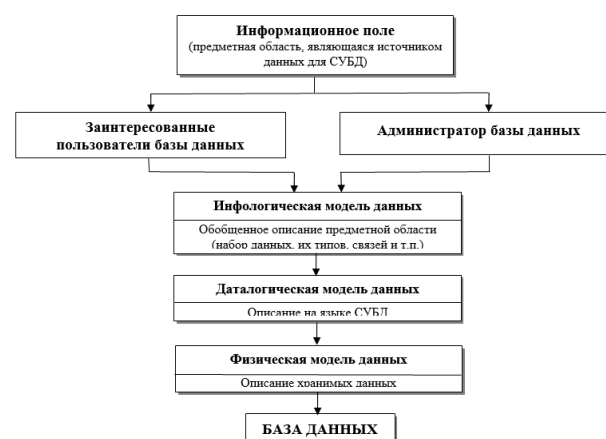 Информационное поле
(предметная область, являющаяся источником
данных для СУБД)
Заинтересованные
пользователи базы данных
Администратор базы данных
Инфологическая модель данных
Обобщенное описание предметной области
(набор данных, их типов, связей и т.п.)
Даталогическая модель данных
Описание на языке СУБД
Физическая модель данных
Описание хранимых данных
БАЗА ДАННЫХ